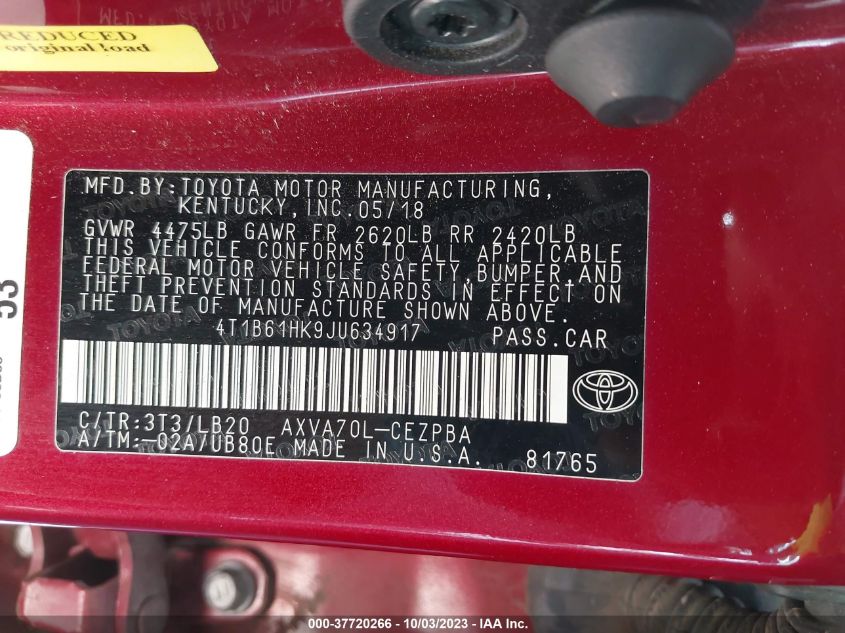 REDUCED
original load
53
MFD.BY:TOYOTA MOTOR MANUFACTURING,
KENTUCKY, INC.05/18
GVWR 4475LB GAWR FR 2620LB RR 2420LB
THIS VEHICLE CONFORMS TO ALL APPLICABLE
FEDERAL MOTOR VEHICLE SAFETY, BUMPER,AND
THEFT PREVENTION STANDARDS IN EFFECT ON
THE DATE OF MANUFACTURE SHOWN ABOVE.
4T1B61HK9JU634917 PASS.CAR
C/TR:3T3/LB20 AXVA70L-CEZPBA
A/TM:-02A/UB80E MADE IN U.S.A. 81765
000-37720266 - 10/03/2023 - IAA Inc.